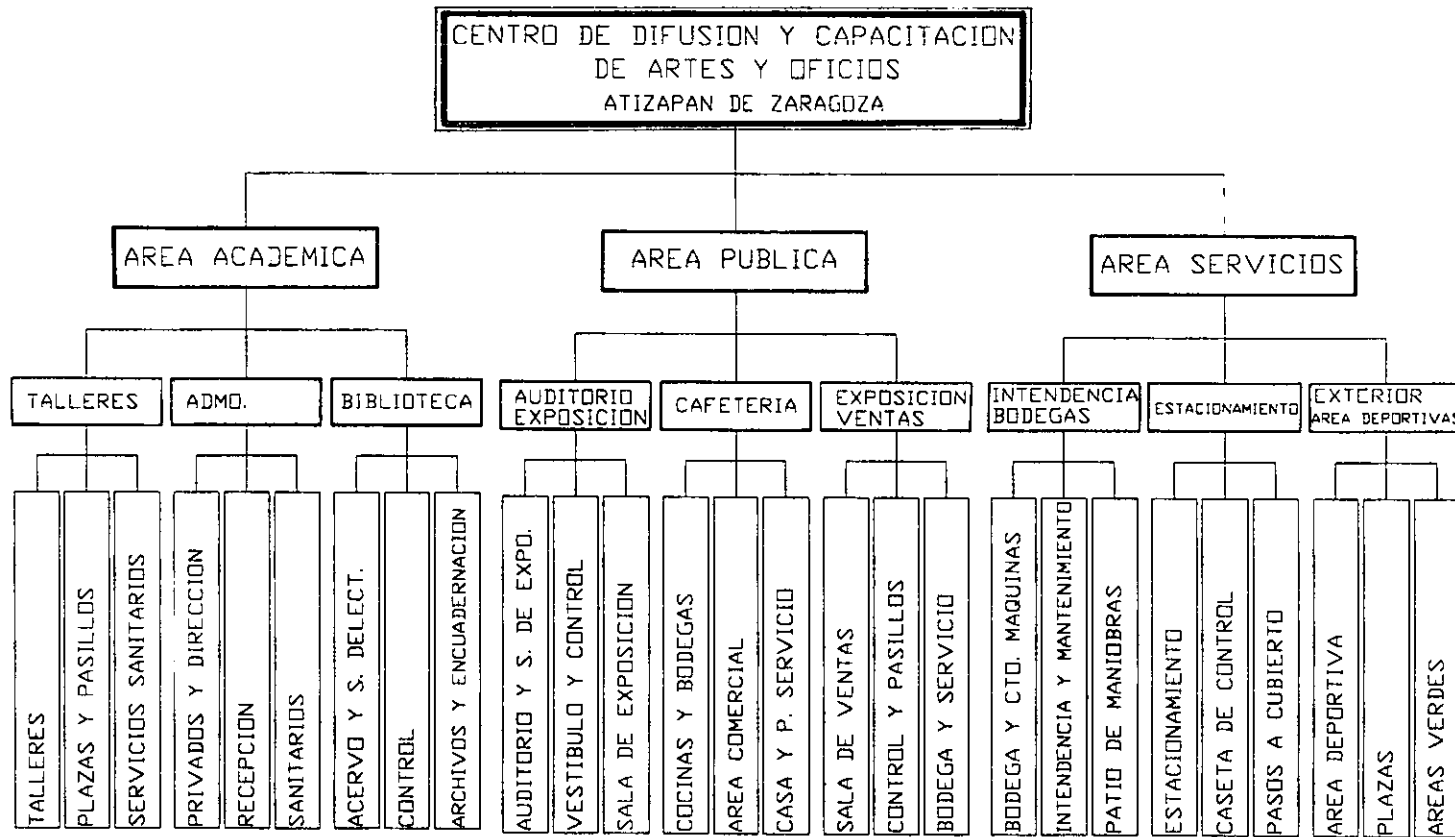 CENTRO DE DIFUSION Y CAPACITACION
DE ARTES Y OFICIOS
ATIZAPAN DE ZARAGOZA
AREA ACADEMICA
AREA PUBLICA
AREA SERVICIOS
TALLERES
ADMO.
BIBLIOTECA
AUDITORIO
EXPOSICION
CAFETERIA
EXPOSICION
VENTAS
INTENDENCIA
BODEGAS
ESTACIONAMIENTO
EXTERIOR
AREA DEPORTIVAS
TALLERES
PLAZAS Y PASILLOS
SERVICIOS SANITARIOS
PRIVADOS Y DIRECCION
RECEPCION
SANITARIOS
ACERVO Y S. DELECT.
CONTROL
ARCHIVOS Y ENCUADERNACION
AUDITORIO Y S. DE EXPO.
VESTIBULO Y CONTROL
SALA DE EXPOSICION
COCINAS Y BODEGAS
AREA COMERCIAL
CASA Y P. SERVICIO
SALA DE VENTAS
CONTROL Y PASILLOS
BODEGA Y SERVICIO
BODEGA Y CTO. MAQUINAS
INTENDENCIA Y MANTENIMIENTO
PATIO DE MANIOBRAS
ESTACIONAMIENTO
CASETA DE CONTROL
PASOS A CUBIERTO
AREA DEPORTIVA
PLAZAS
AREAS VERDES